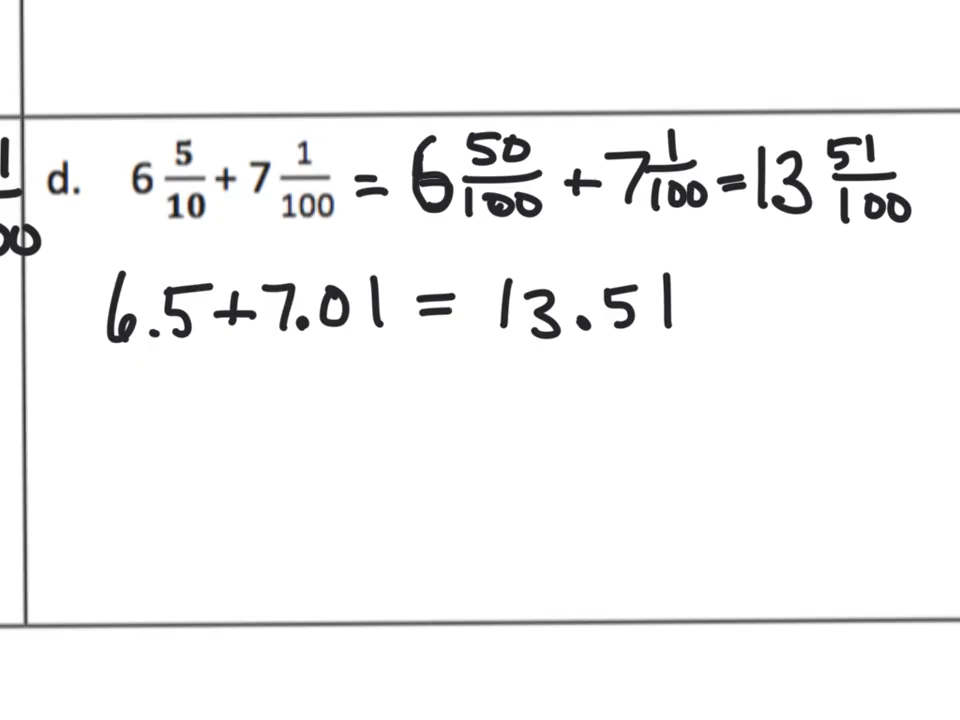 d. 6 5/10 + 7 1/100 = 6 50/100 + 7 1/100 = 13 51/100
6.5 + 7.01 = 13.51